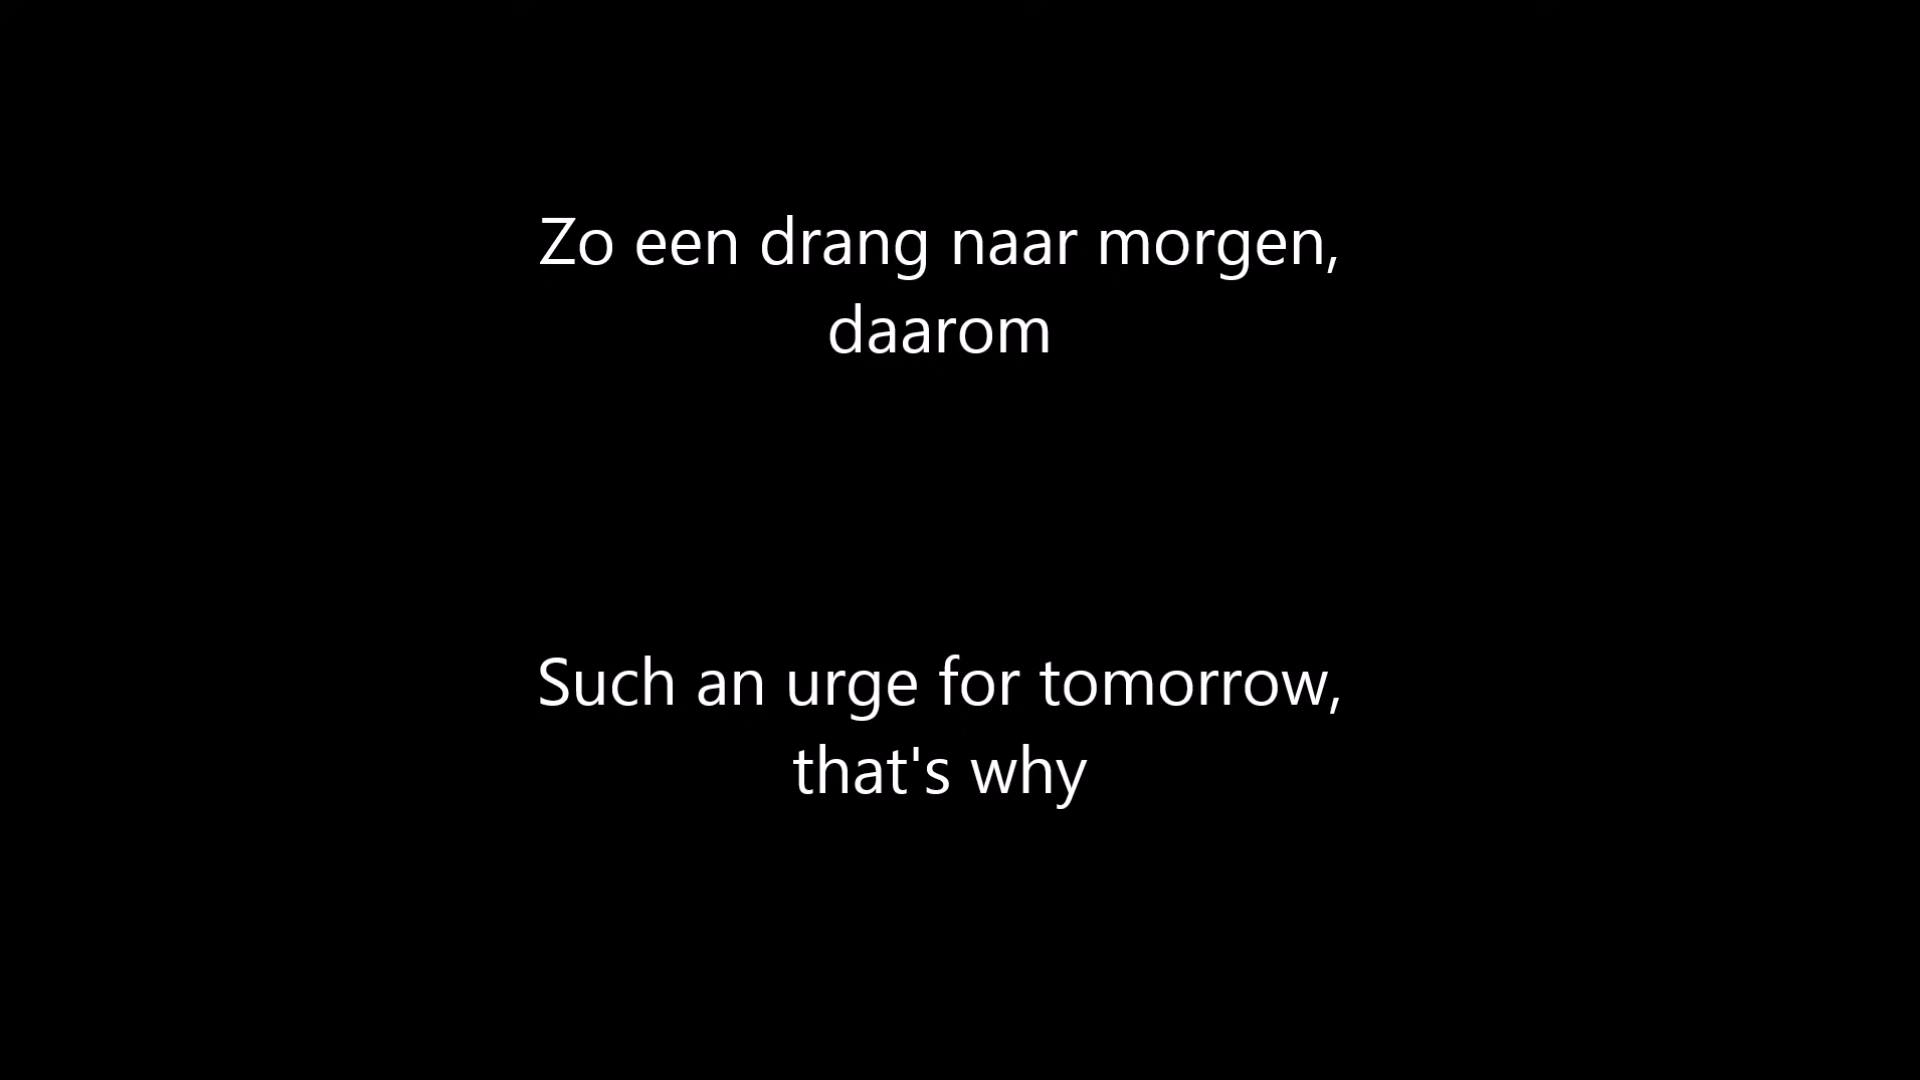 Zo een drang naar morgen,
daarom
Such an urge for tomorrow,
that's why